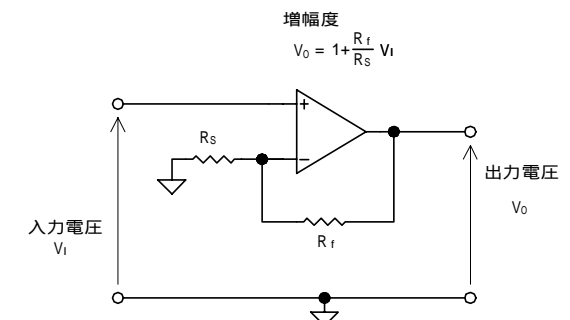 増幅度
V₀ = 1+ Rf/RS VI
+
RS
−
出力電圧
V₀
入力電圧
VI
Rf